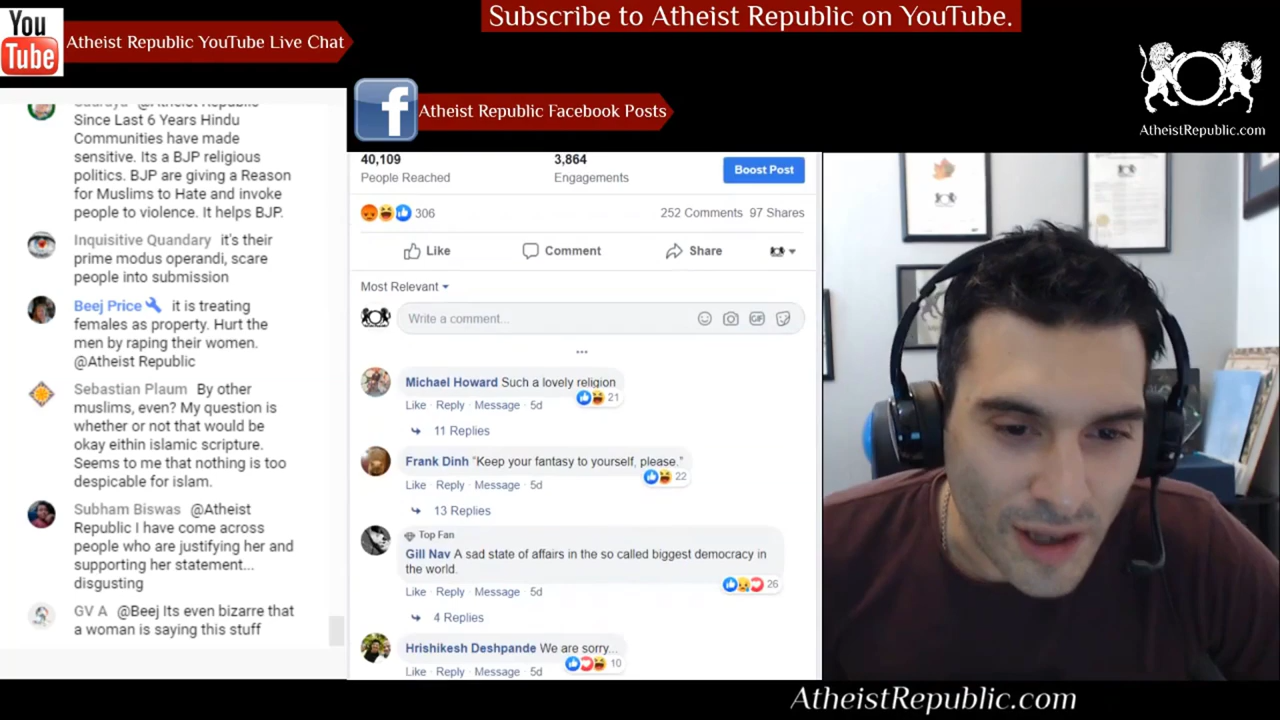 Subscribe to Atheist Republic on YouTube.
You
Tube
Atheist Republic YouTube Live Chat
AtheistRepublic.com
Atheist Republic Facebook Posts
@Atheist Republic
Since Last 6 Years Hindu
Communities have made
sensitive. Its a BJP religious
politics. BJP are giving a Reason
for Muslims to Hate and invoke
people to violence. It helps BJP.
Inquisitive Quandary it's their
prime modus operandi, scare
people into submission
Beej Price it is treating
females as property. Hurt the
men by raping their women.
@Atheist Republic
Sebastian Plaum By other
muslims, even? My question is
whether or not that would be
okay eithin islamic scripture.
Seems to me that nothing is too
despicable for islam.
Subham Biswas @Atheist
Republic I have come across
people who are justifying her and
supporting her statement...
disgusting
GV A @Beej Its even bizarre that
a woman is saying this stuff
40,109
People Reached
3,864
Engagements
Boost Post
306
252 Comments 97 Shares
Like
Comment
Share
Most Relevant
Write a comment...
GIF
...
Michael Howard Such a lovely religion
21
Like · Reply · Message · 5d
11 Replies
Frank Dinh "Keep your fantasy to yourself, please."
22
Like · Reply · Message · 5d
13 Replies
Top Fan
Gill Nav A sad state of affairs in the so called biggest democracy in
the world.
26
Like · Reply · Message · 5d
4 Replies
Hrishikesh Deshpande We are sorry...
10
Like · Reply · Message · 5d
AtheistRepublic.com